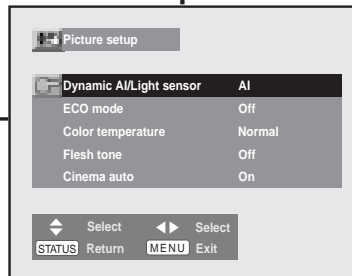 Picture setup
Dynamic AI/Light sensor AI
ECO mode Off
Color temperature Normal
Flesh tone Off
Cinema auto On
Select Select
STATUS Return MENU Exit